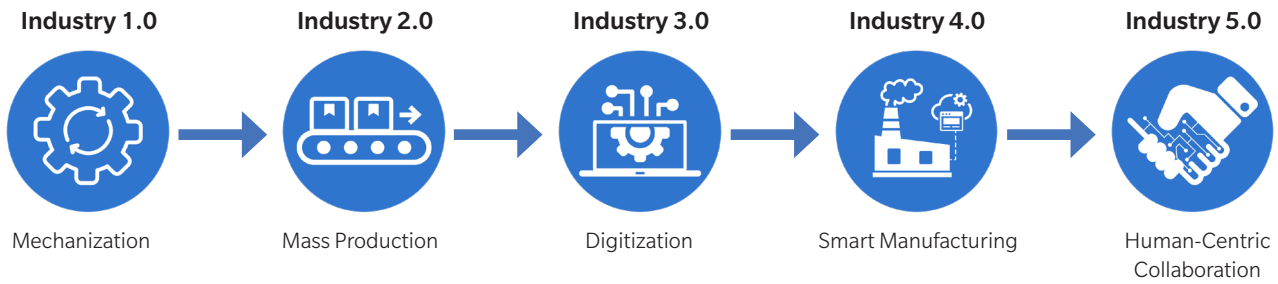 Industry 1.0
Industry 2.0
Industry 3.0
Industry 4.0
Industry 5.0
Mechanization
Mass Production
Digitization
Smart Manufacturing
Human-Centric
Collaboration